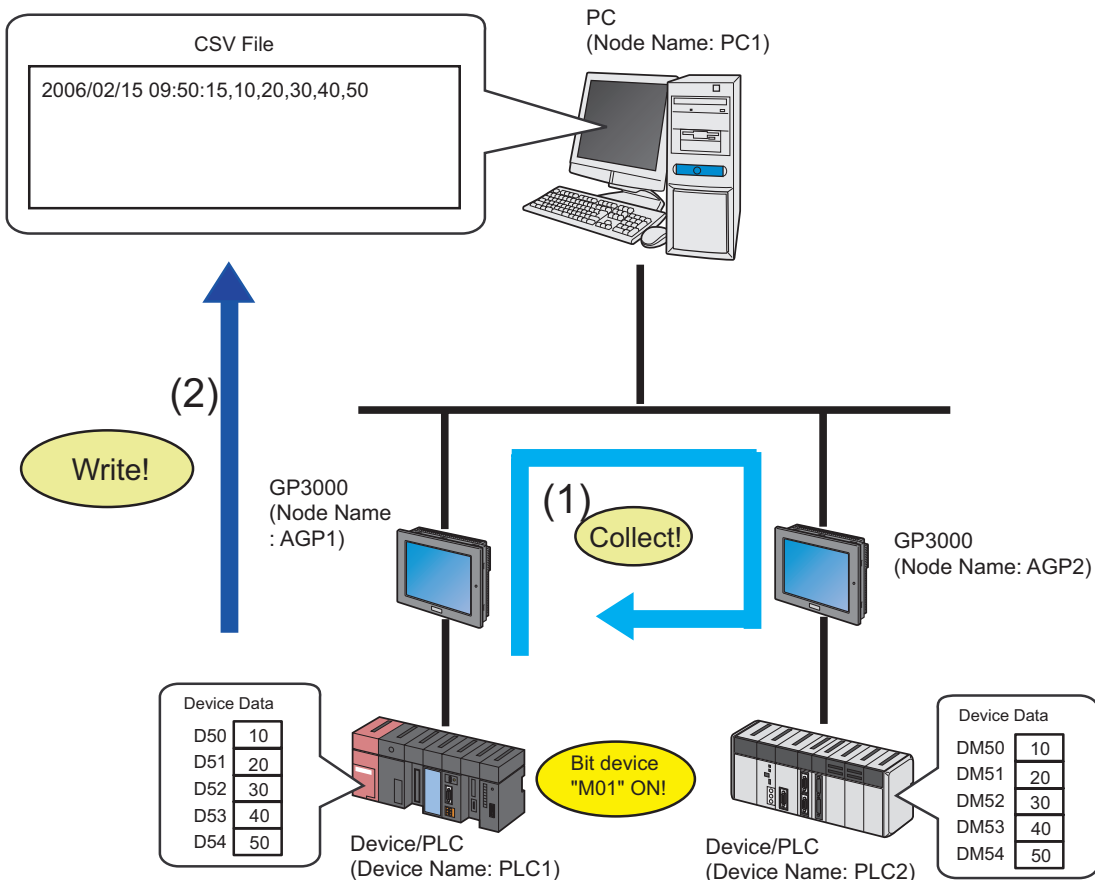 PC
(Node Name: PC1)
CSV File
2006/02/15 09:50:15,10,20,30,40,50
(2)
Write!
GP3000
(Node Name
: AGP1)
(1)
Collect!
GP3000
(Node Name: AGP2)
Device Data
D50 10
D51 20
D52 30
D53 40
D54 50
Bit device
"M01" ON!
Device/PLC
(Device Name: PLC1)
Device Data
DM50 10
DM51 20
DM52 30
DM53 40
DM54 50
Device/PLC
(Device Name: PLC2)